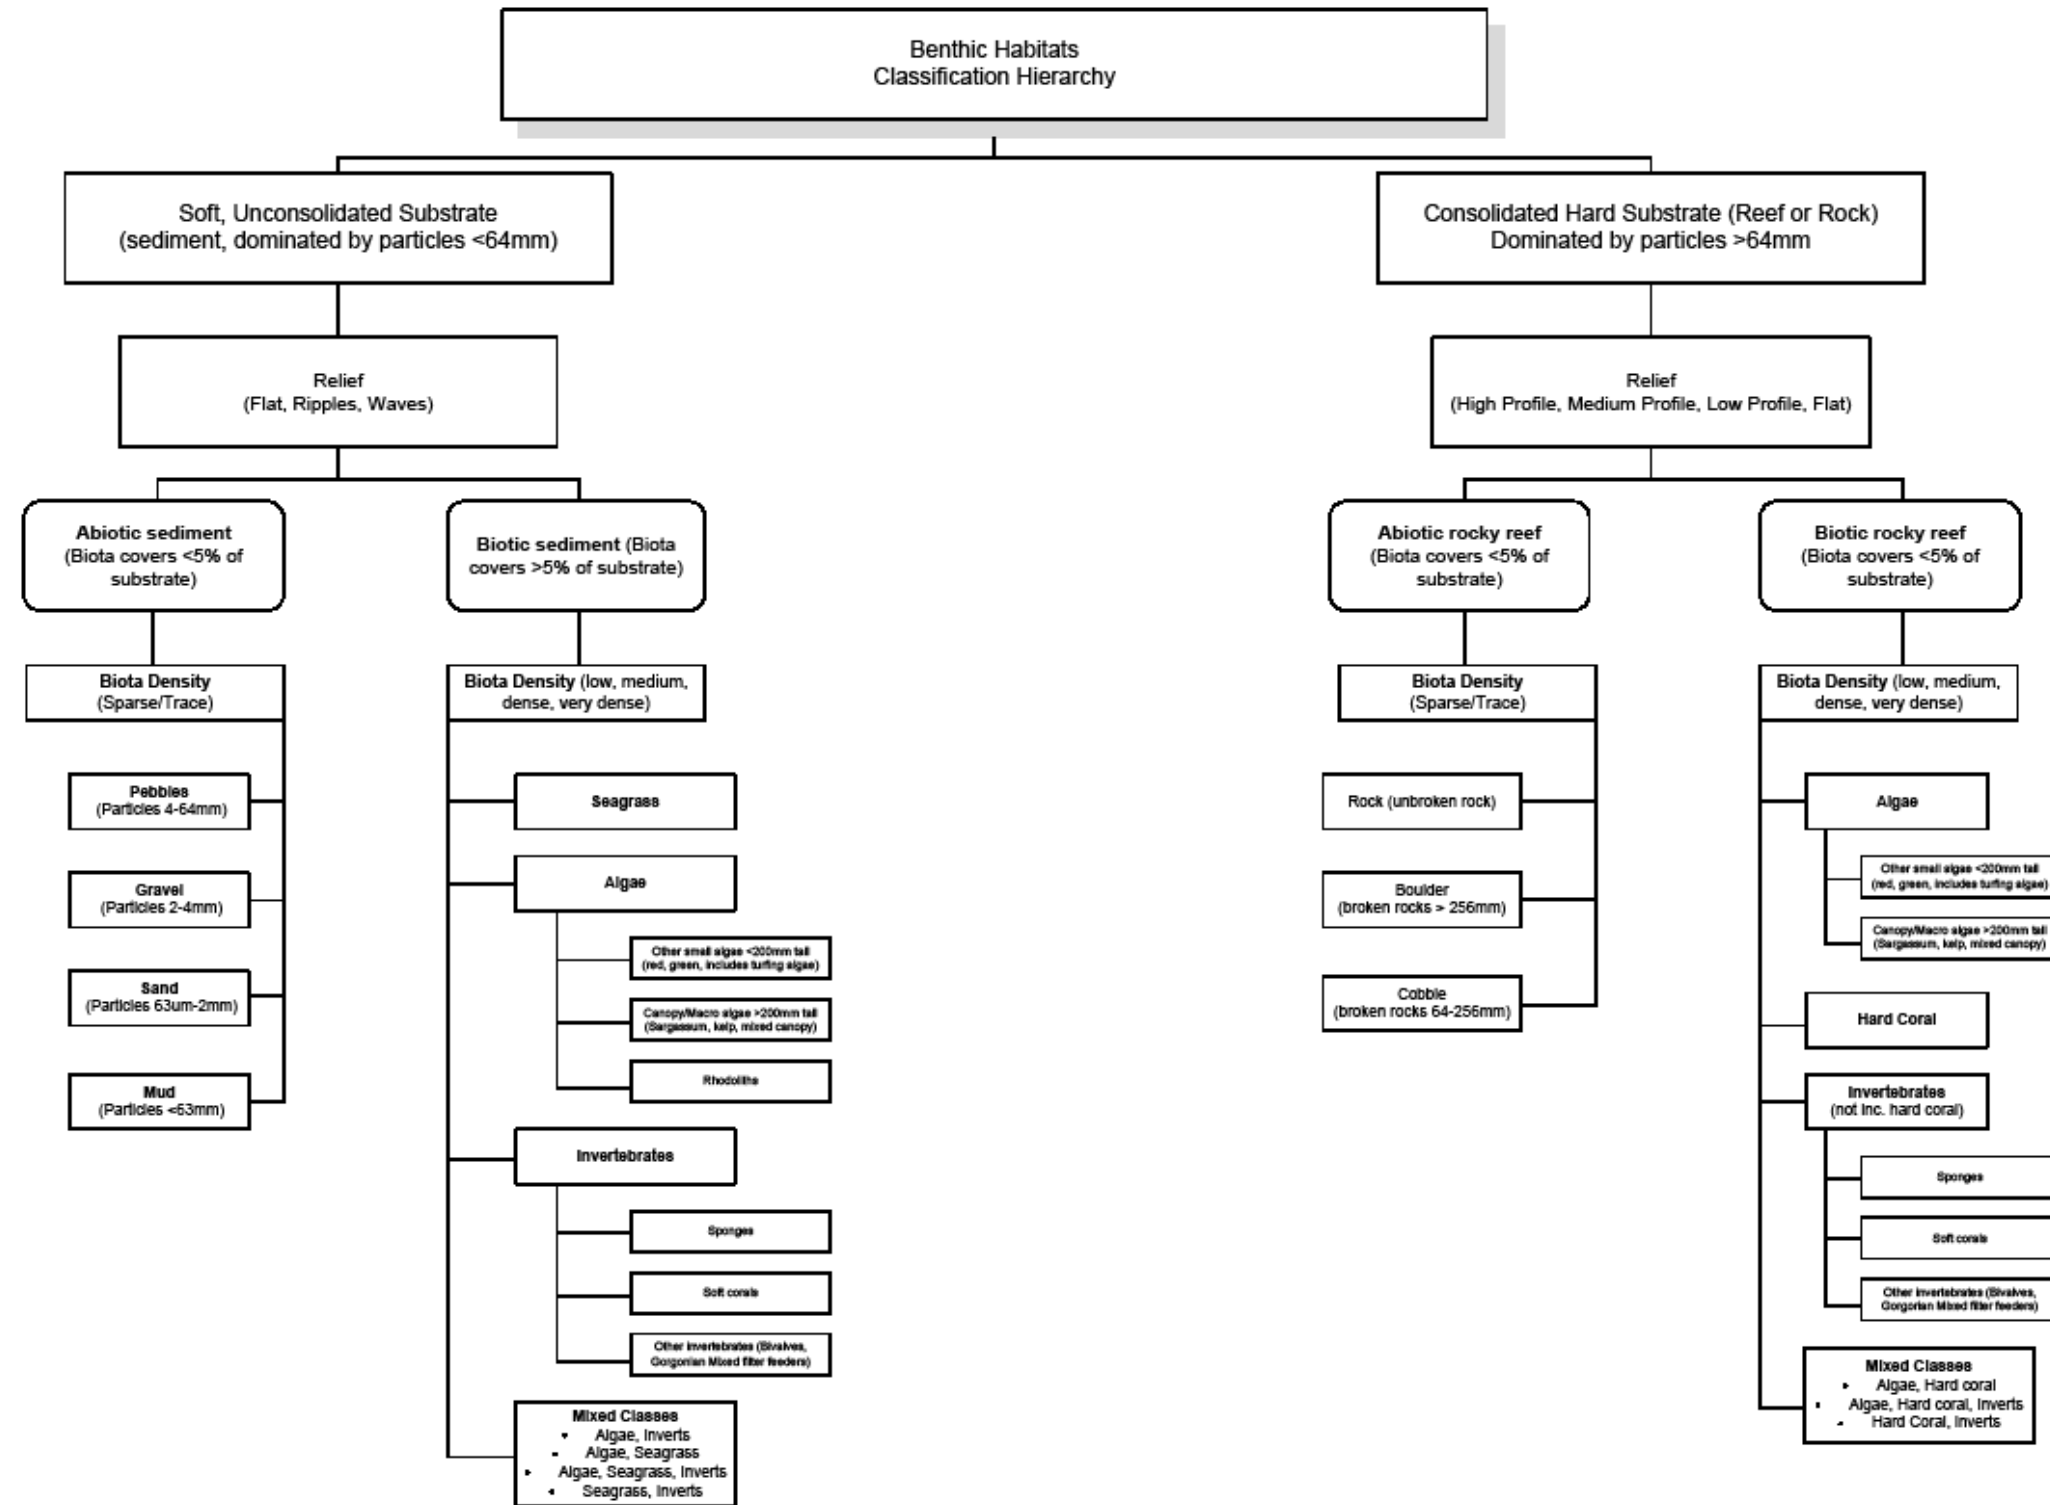 Benthic Habitats
Classification Hierarchy
Soft, Unconsolidated Substrate
(sediment, dominated by particles <64mm)
Relief
(Flat, Ripples, Waves)
Abiotic sediment
(Biota covers <5% of
substrate)
Biota Density
(Sparse/Trace)
Pebbles
(Particles 4-64mm)
Gravel
(Particles 2-4mm)
Sand
(Particles 63um-2mm)
Mud
(Particles <63mm)
Biotic sediment (Biota
covers >5% of substrate)
Biota Density (low, medium,
dense, very dense)
Seagrass
Algae
Other small algae <200mm tall
(red, green, includes turfing algae)
Canopy/Macro algae >200mm tall
(Sargassum, kelp, mixed canopy)
Rhodoliths
Invertebrates
Sponges
Soft corals
Other invertebrates (Bivalves,
Gorgonian Mixed filter feeders)
Mixed Classes
• Algae, Inverts
• Algae, Seagrass
• Algae, Seagrass, Inverts
• Seagrass, Inverts
Consolidated Hard Substrate (Reef or Rock)
Dominated by particles >64mm
Relief
(High Profile, Medium Profile, Low Profile, Flat)
Abiotic rocky reef
(Biota covers <5% of
substrate)
Biota Density
(Sparse/Trace)
Rock (unbroken rock)
Boulder
(broken rocks > 256mm)
Cobble
(broken rocks 64-256mm)
Biotic rocky reef
(Biota covers <5% of
substrate)
Biota Density (low, medium,
dense, very dense)
Algae
Other small algae <200mm tall
(red, green, includes turfing algae)
Canopy/Macro algae >200mm tall
(Sargassum, kelp, mixed canopy)
Hard Coral
Invertebrates
(not inc. hard coral)
Sponges
Soft corals
Other invertebrates (Bivalves,
Gorgorian Mixed filter feeders)
Mixed Classes
• Algae, Hard coral
• Algae, Hard coral, Inverts
• Hard Coral, Inverts